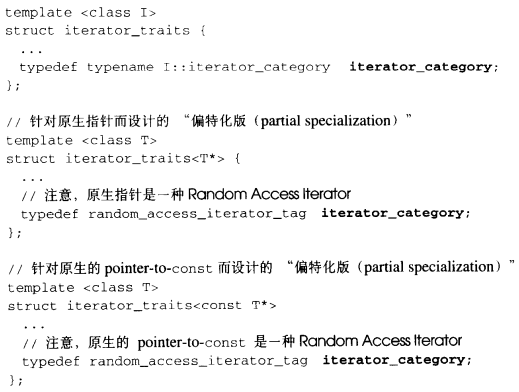 template <class I>
struct iterator_traits {
...
typedef typename I::iterator_category iterator_category;
};
// 针对原生指针而设计的 “偏特化版（partial specialization）”
template <class T>
struct iterator_traits<T*> {
...
// 注意，原生指针是一种 Random Access Iterator
typedef random_access_iterator_tag iterator_category;
};
// 针对原生的 pointer-to-const 而设计的 “偏特化版（partial specialization）”
template <class T>
struct iterator_traits<const T*>
...
// 注意，原生的 pointer-to-const 是一种 Random Access Iterator
typedef random_access_iterator_tag iterator_category;
};